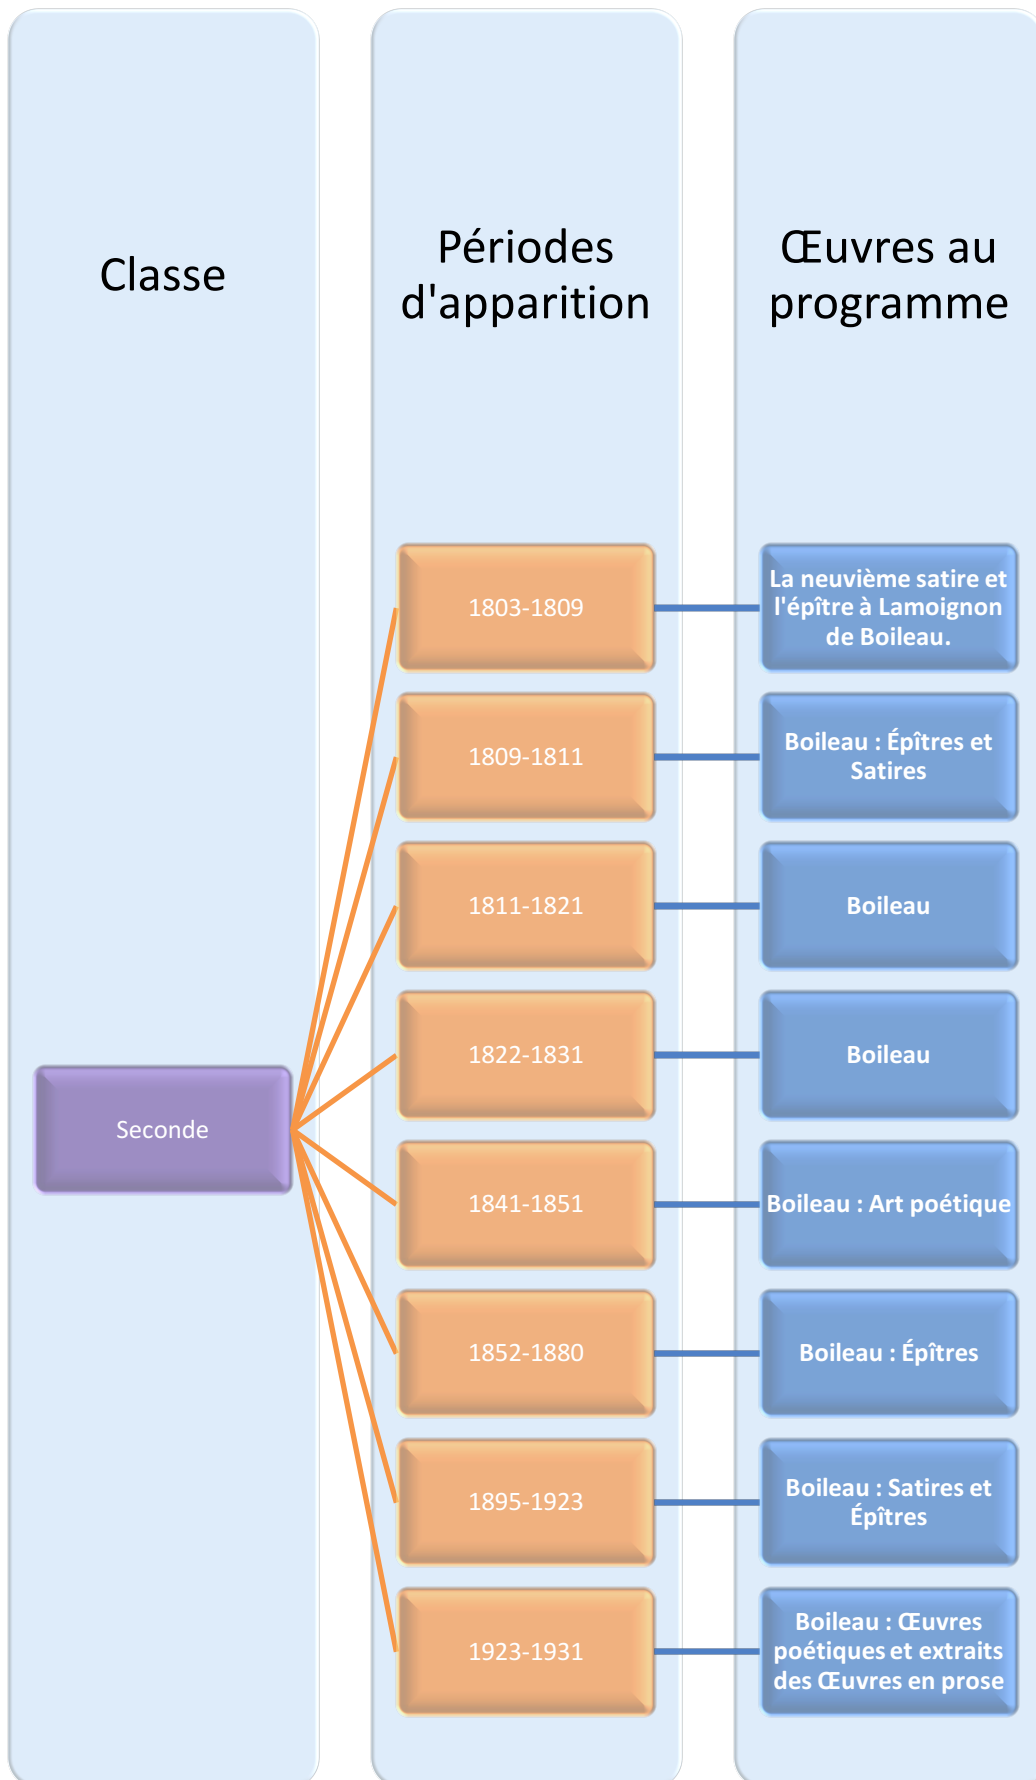 Classe
Périodes
d'apparition
Œuvres au
programme
Seconde
1803-1809
La neuvième satire et
l'épître à Lamoignon
de Boileau.
1809-1811
Boileau : Épîtres et
Satires
1811-1821
Boileau
1822-1831
Boileau
1841-1851
Boileau : Art poétique
1852-1880
Boileau : Épîtres
1895-1923
Boileau : Satires et
Épîtres
1923-1931
Boileau : Œuvres
poétiques et extraits
des Œuvres en prose